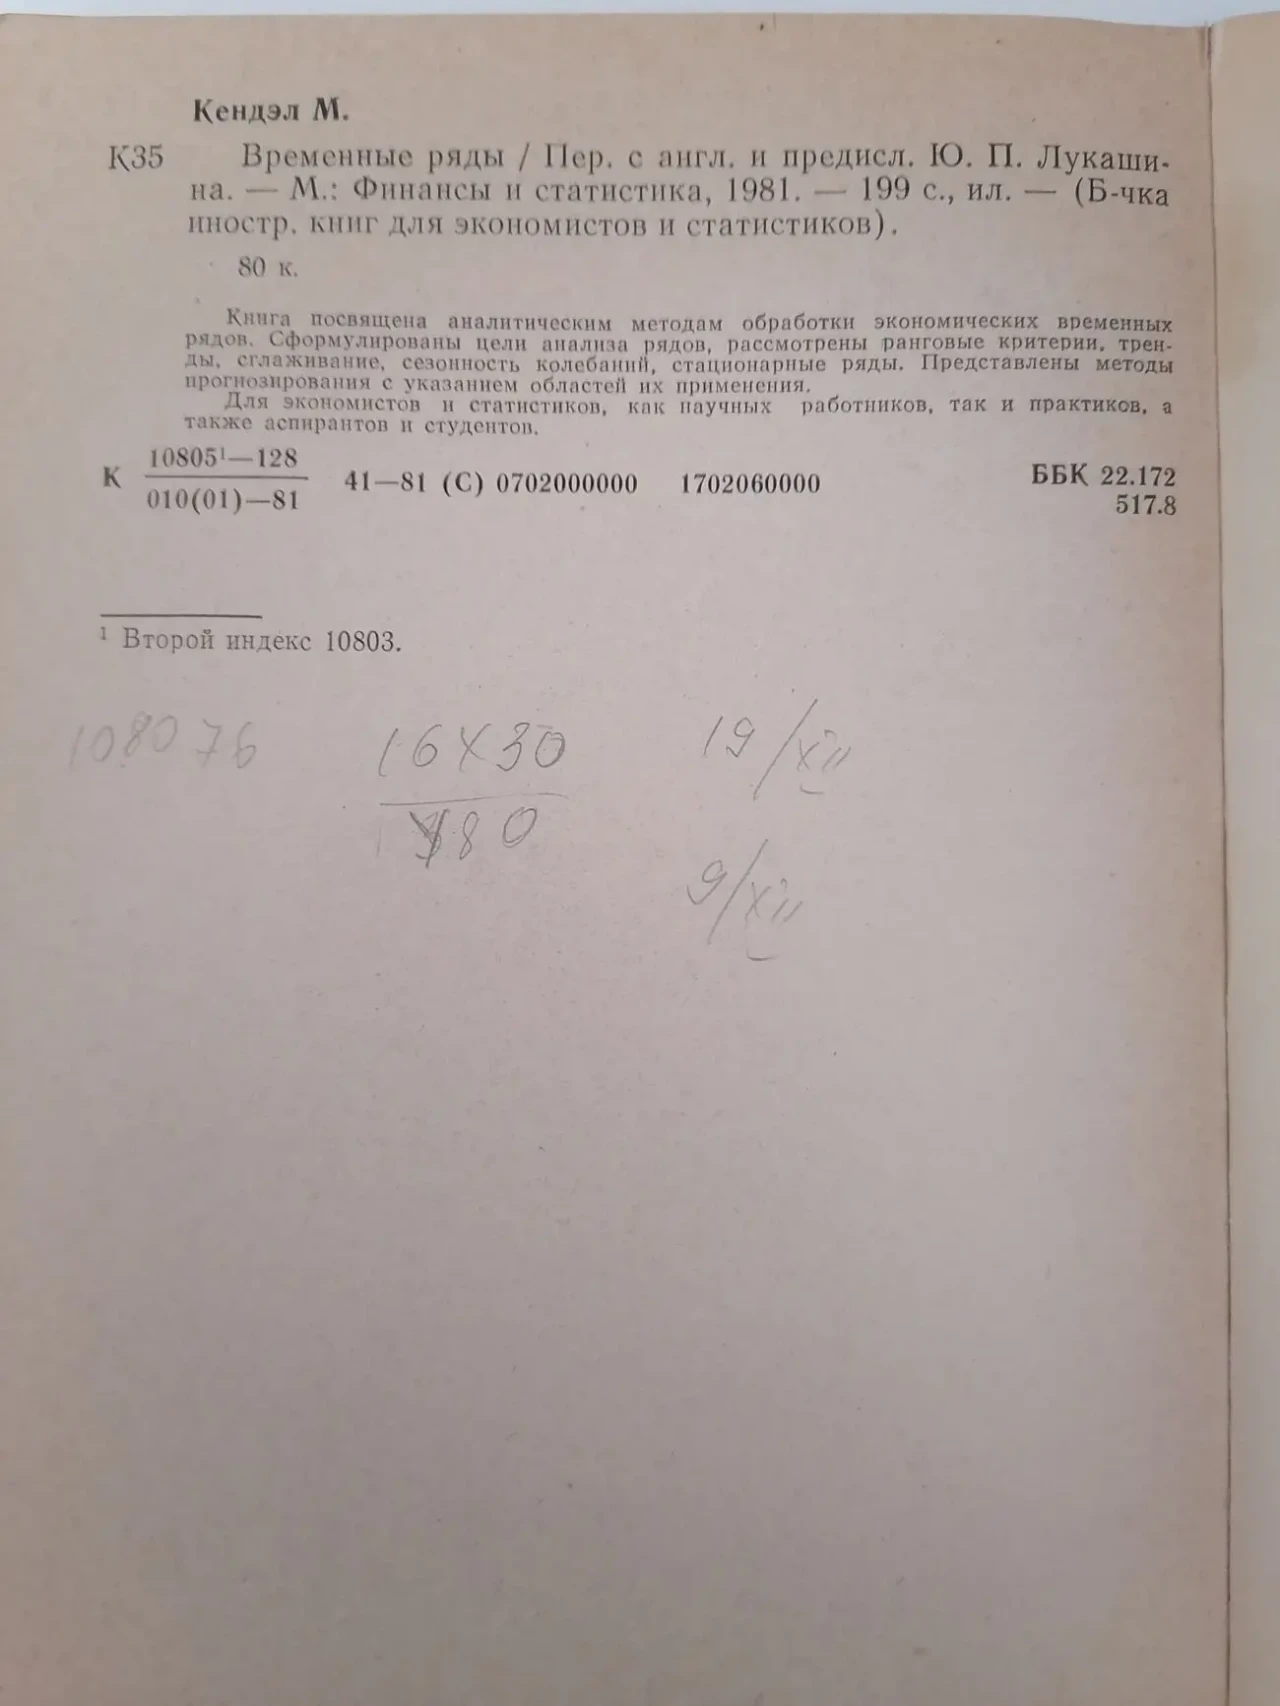 Кендэл М.
К35 Временные ряды / Пер. с англ. и предисл. Ю. П. Лукаши-
на. — М.: Финансы и статистика, 1981. — 199 с., ил. — (Б-чка
иностр. книг для экономистов и статистиков).
80 к.
Книга посвящена аналитическим методам обработки экономических временных
рядов. Сформулированы цели анализа рядов, рассмотрены ранговые критерии, трен-
ды, сглаживание, сезонность колебаний, стационарные ряды. Представлены методы
прогнозирования с указанием областей их применения.
Для экономистов и статистиков, как научных работников, так и практиков, а
также аспирантов и студентов.
К 10805¹—128
010(01)—81 41—81 (С) 0702000000 1702060000 ББК 22.172
517.8
¹ Второй индекс 10803.
108076 16X30 19/XII
80
9/XII